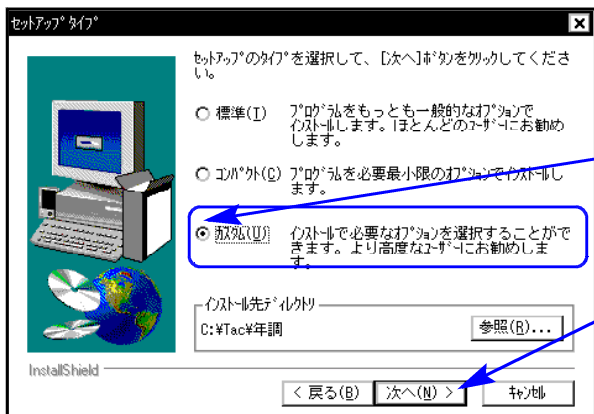 ｾｯﾄｱｯﾌﾟ ﾀｲﾌﾟ
ｾｯﾄｱｯﾌﾟのﾀｲﾌﾟを選択して、[次へ]ﾎﾞﾀﾝをｸﾘｯｸしてくださ
い。
標準(T) ﾌﾟﾛｸﾞﾗﾑをもっとも一般的なｵﾌﾟｼｮﾝで
ｲﾝｽﾄｰﾙします。ほとんどのﾕｰｻﾞｰにお勧め
します。
ｺﾝﾊﾟｸﾄ(C) ﾌﾟﾛｸﾞﾗﾑを必要最小限のｵﾌﾟｼｮﾝでｲﾝｽﾄｰﾙし
ます。
ｶｽﾀﾑ(U) ｲﾝｽﾄｰﾙで必要なｵﾌﾟｼｮﾝを選択することがで
きます。より高度なﾕｰｻﾞｰにお勧めしま
す。
ｲﾝｽﾄｰﾙ先ﾃﾞｨﾚｸﾄﾘ
C:¥Tac¥年調
参照(R)...
InstallShield
< 戻る(B) 次へ(N) > ｷｬﾝｾﾙ